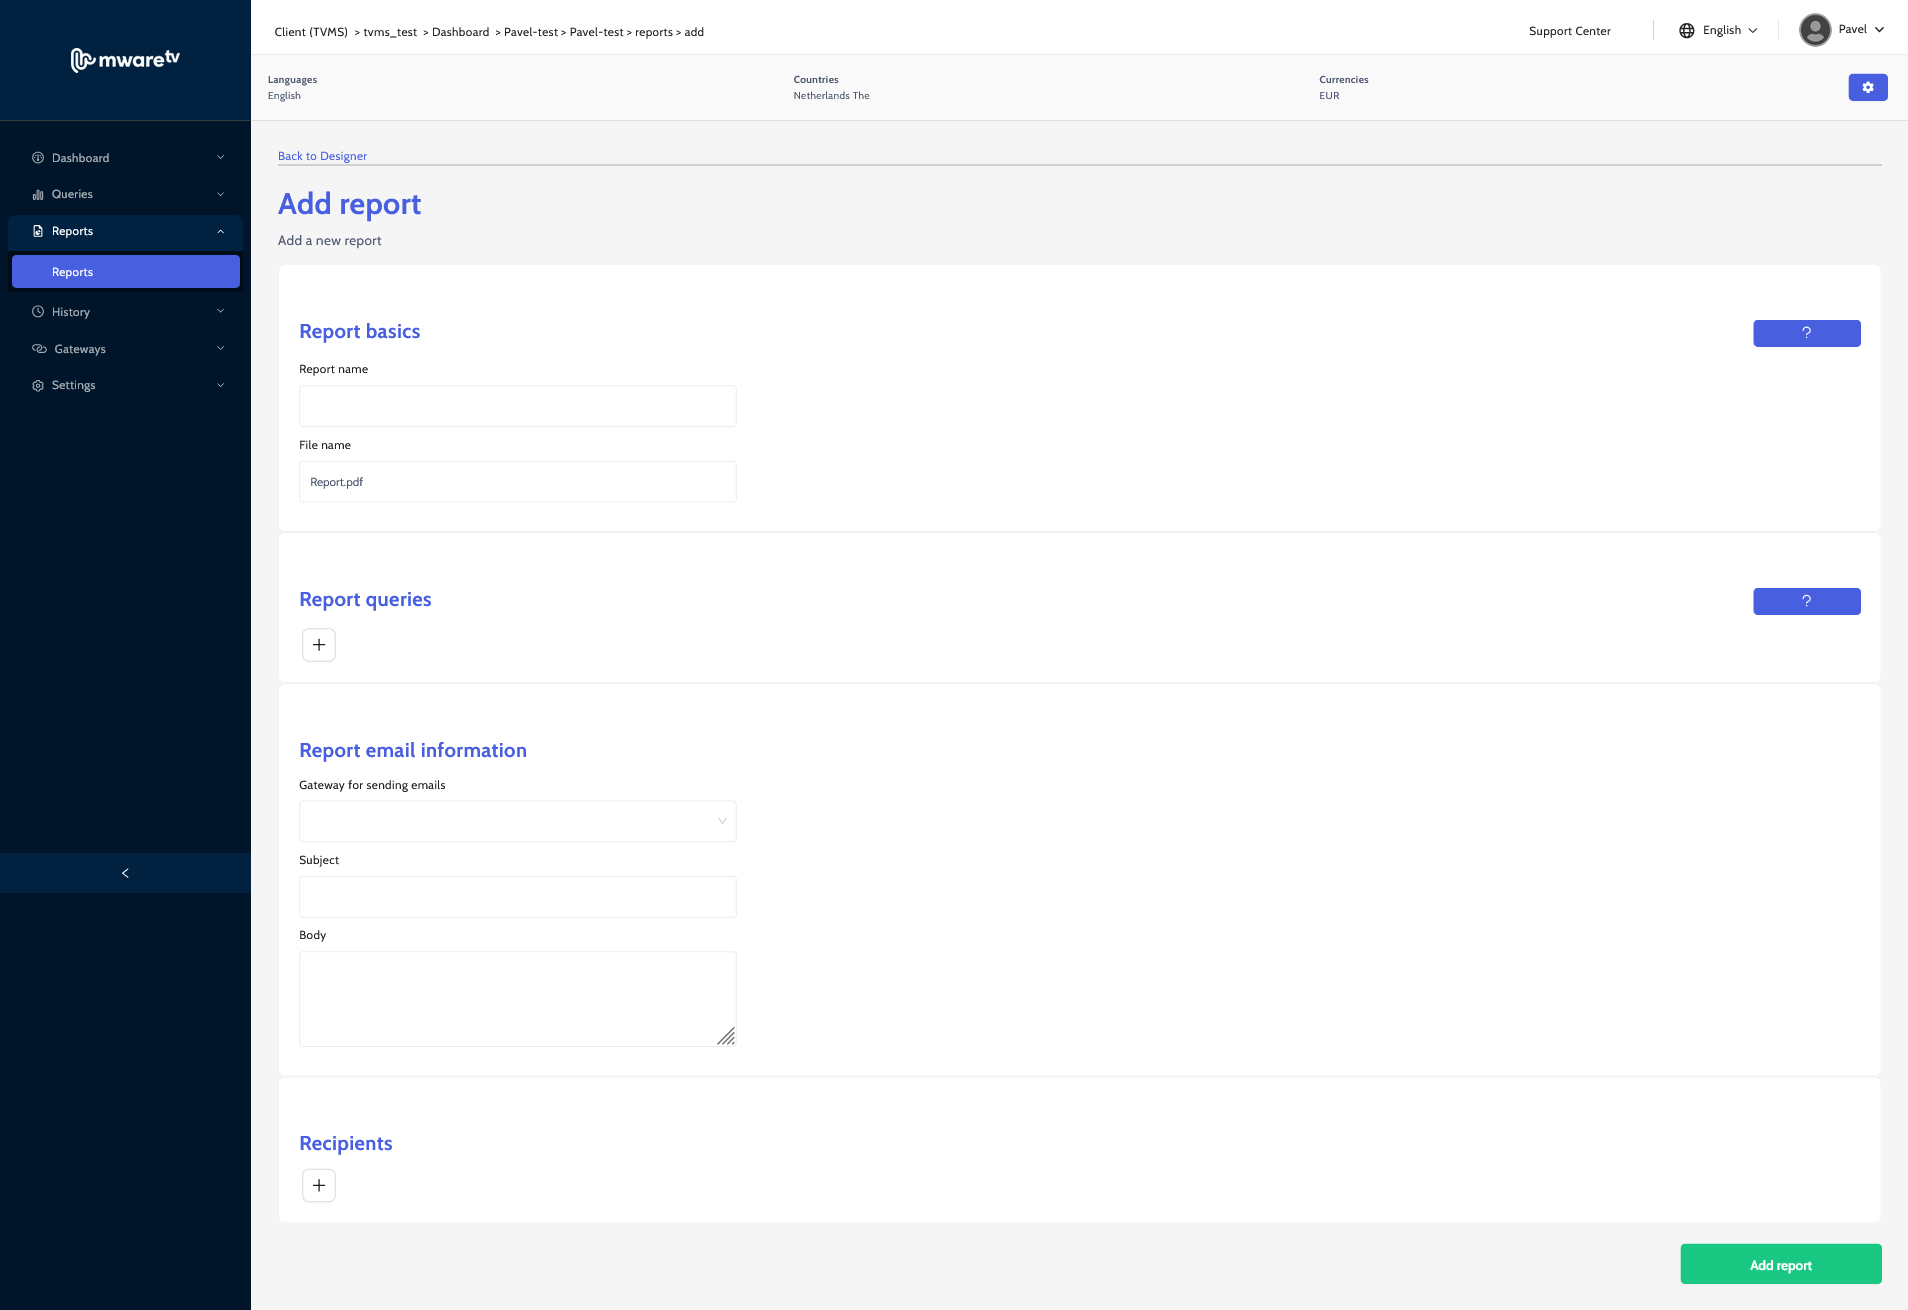 mwaretv
Client (TVMS) > tvms_test > Dashboard > Pavel-test > Pavel-test > reports > add
Support Center
English
Pavel
Languages
English
Countries
Netherlands The
Currencies
EUR
Dashboard
Queries
Reports
Reports
History
Gateways
Settings
Back to Designer
Add report
Add a new report
Report basics
?
Report name
File name
Report.pdf
Report queries
?
+
Report email information
Gateway for sending emails
Subject
Body
Recipients
+
Add report